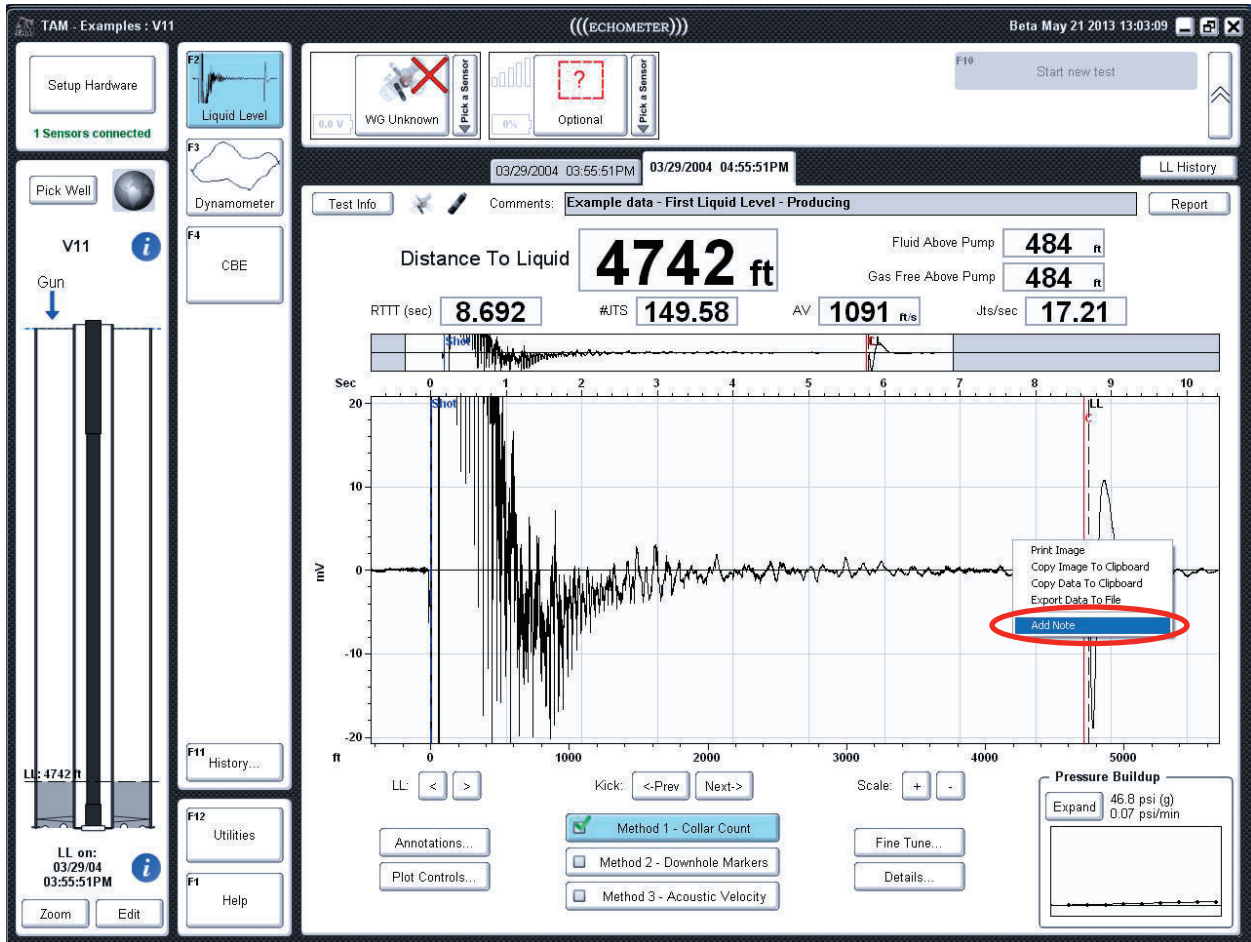 TAM - Examples : V11
(((ECHOMETER)))
Beta May 21 2013 13:03:09
Setup Hardware
1 Sensors connected
Pick Well
V11
Gun
LL: 4742 ft
LL on:
03/29/04
03:55:51PM
Zoom
Edit
F2
Liquid Level
F3
Dynamometer
F4
CBE
F11
History...
F12
Utilities
F1
Help
0.0 V
WG Unknown
Pick a Sensor
0%
?
Optional
Pick a Sensor
F10
Start new test
03/29/2004 03:55:51PM
03/29/2004 04:55:51PM
LL History
Test Info
Comments:
Example data - First Liquid Level - Producing
Report
Distance To Liquid 4742 ft
Fluid Above Pump 484 ft
Gas Free Above Pump 484 ft
RTTT (sec) 8.692
#JTS 149.58
AV 1091 ft/s
Jts/sec 17.21
Shot
Sec 0 1 2 3 4 5 6 7 8 9 10
Shot
LL
C
20
10
0
-10
-20
mV
Print Image
Copy Image To Clipboard
Copy Data To Clipboard
Export Data To File
Add Note
ft 0 1000 2000 3000 4000 5000
LL: < >
Kick: <-Prev Next->
Scale: + -
Annotations...
Plot Controls...
Method 1 - Collar Count
Method 2 - Downhole Markers
Method 3 - Acoustic Velocity
Fine Tune...
Details...
Pressure Buildup
Expand
46.8 psi (g)
0.07 psi/min